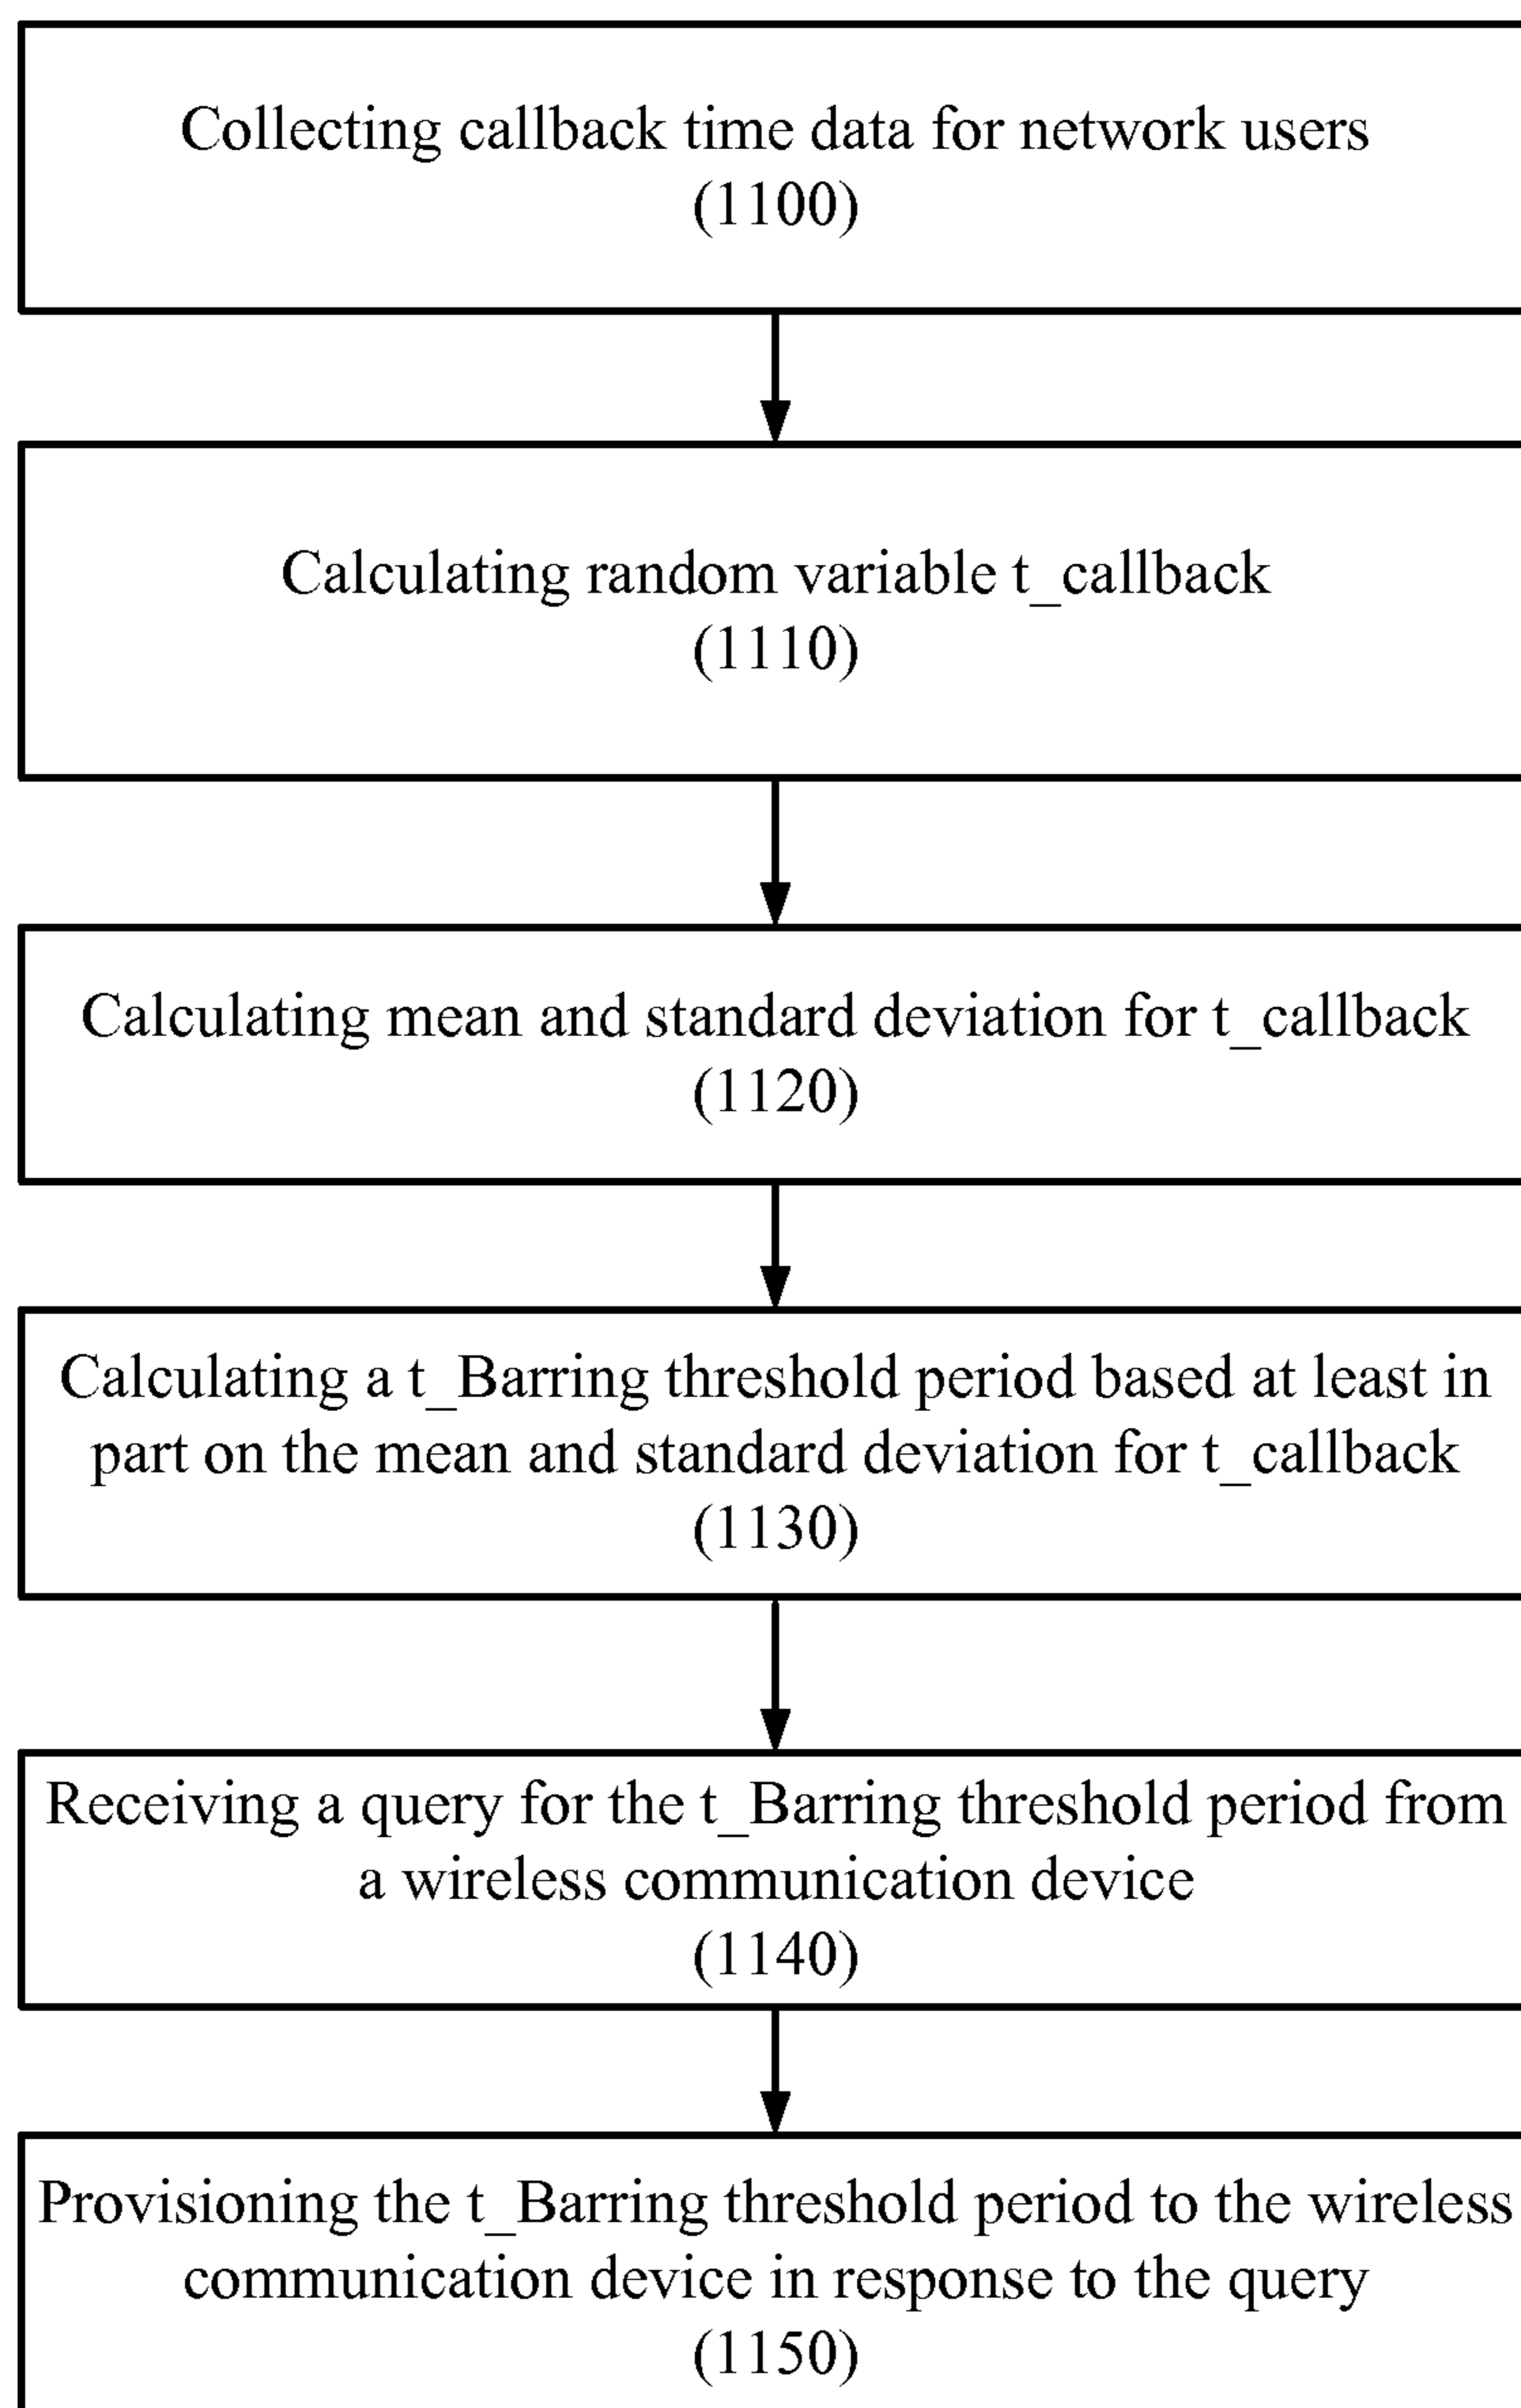 Collecting callback time data for network users
(1100)
Calculating random variable t_callback
(1110)
Calculating mean and standard deviation for t_callback
(1120)
Calculating a t_Barring threshold period based at least in
part on the mean and standard deviation for t_callback
(1130)
Receiving a query for the t_Barring threshold period from
a wireless communication device
(1140)
Provisioning the t_Barring threshold period to the wireless
communication device in response to the query
(1150)